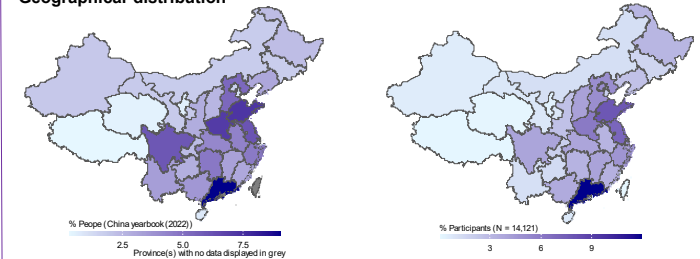 Geographical distribution
% Peope (China yearbook (2022))
2.5 5.0 7.5
Province(s) with no data displayed in grey
% Participants (N = 14,121)
3 6 9